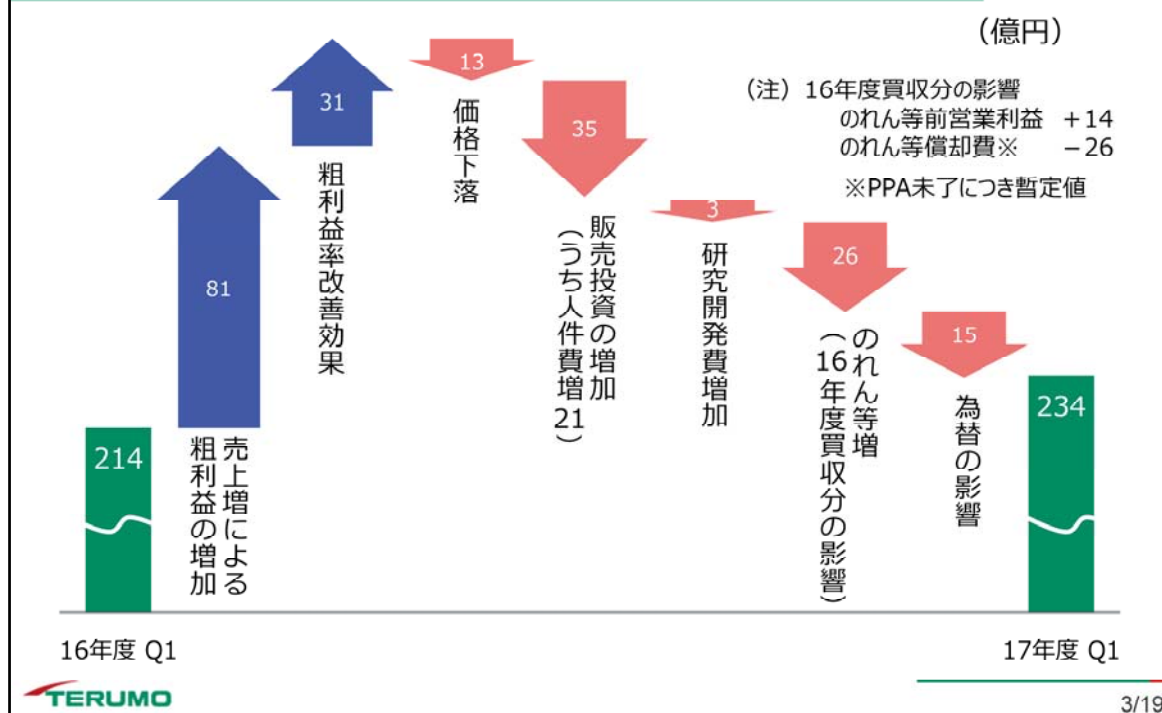 （億円）
（注）16年度買収分の影響
のれん等前営業利益 ＋14
のれん等償却費※ －26
※PPA未了につき暫定値
214
81
売上増による
粗利益の増加
31
粗利益率改善効果
13
価格下落
35
販売投資の増加
（うち人件費増21）
3
研究開発費増加
26
のれん等増
（16年度買収分の影響）
15
為替の影響
234
16年度 Q1
17年度 Q1
TERUMO
3/19